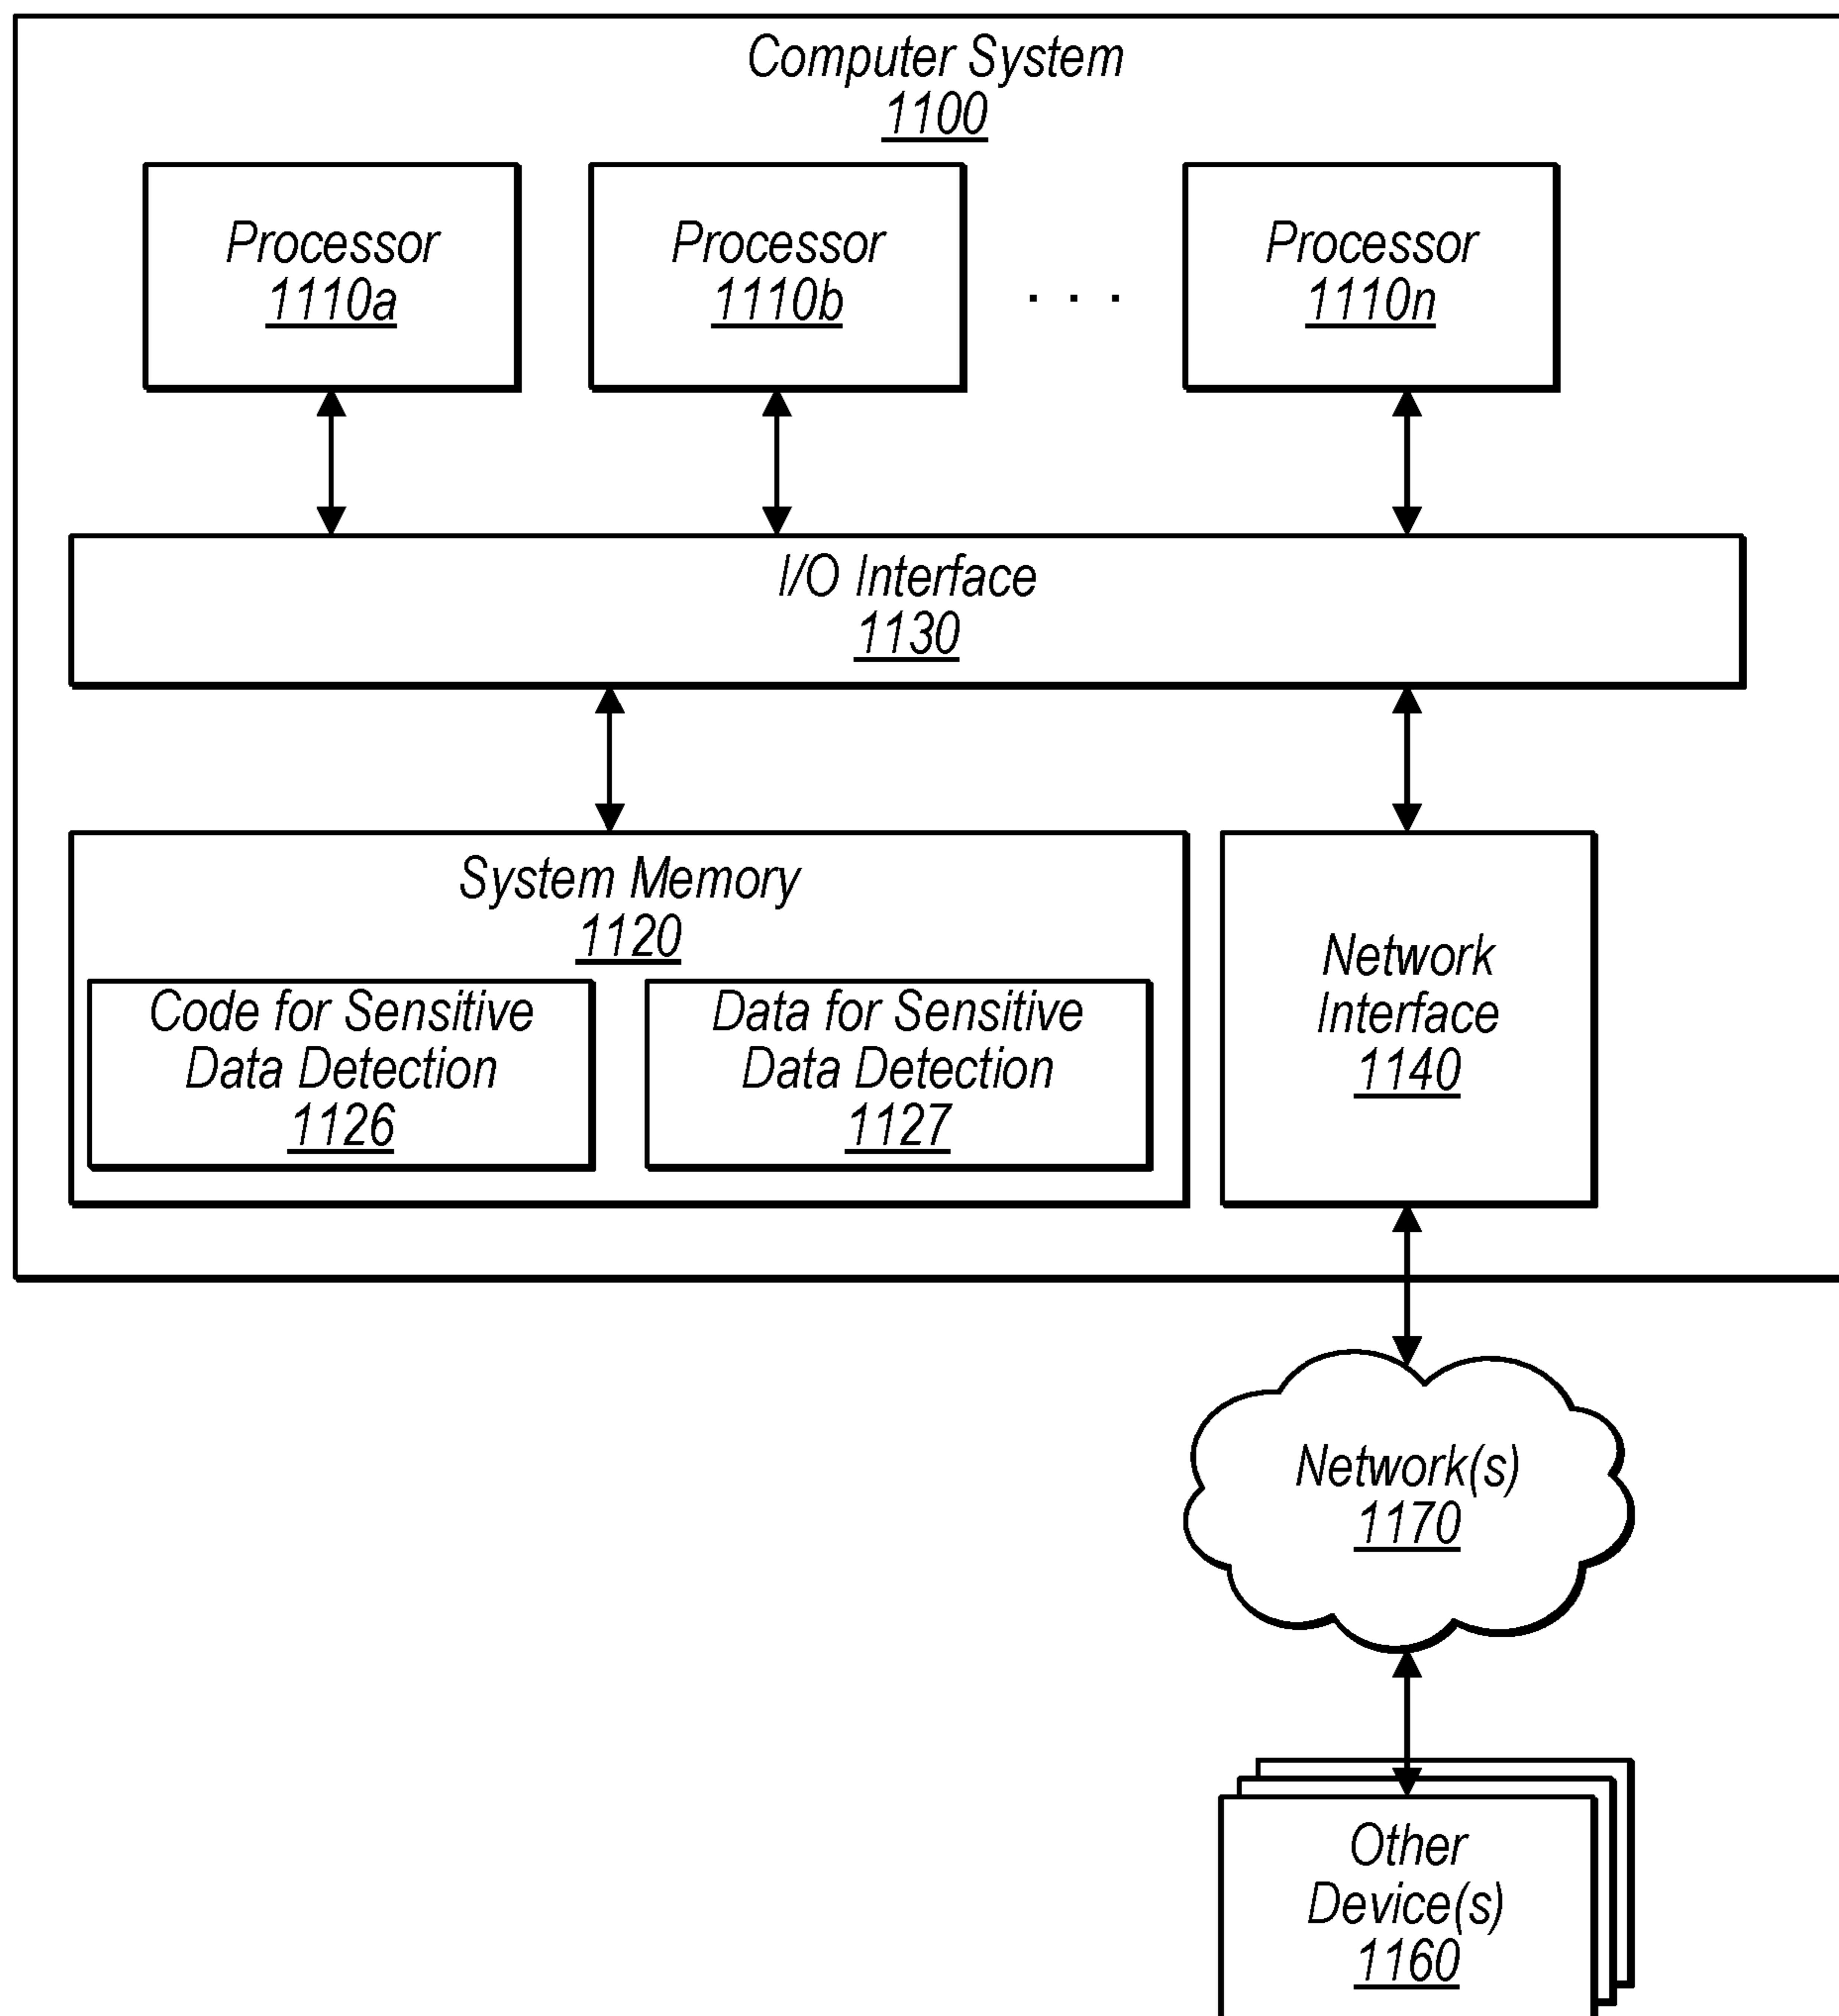 Computer System
1100
Processor
1110a
Processor
1110b
. . .
Processor
1110n
I/O Interface
1130
System Memory
1120
Code for Sensitive
Data Detection
1126
Data for Sensitive
Data Detection
1127
Network
Interface
1140
Network(s)
1170
Other
Device(s)
1160